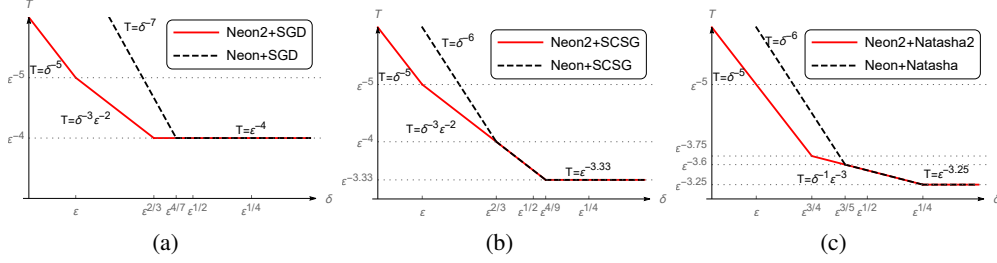 T
T=δ⁻⁷
Neon2+SGD
Neon+SGD
T=δ⁻⁵
ε⁻⁵
T=δ⁻³ε⁻²
T=ε⁻⁴
ε⁻⁴
ε
ε^2/3
ε^4/7
ε^1/2
ε^1/4
δ
(a)
T
T=δ⁻⁶
Neon2+SCSG
Neon+SCSG
T=δ⁻⁵
ε⁻⁵
T=δ⁻³ε⁻²
ε⁻⁴
T=ε^-3.33
ε^-3.33
ε
ε^2/3
ε^1/2
ε^4/9
ε^1/4
δ
(b)
T
T=δ⁻⁶
Neon2+Natasha2
Neon+Natasha
T=δ⁻⁵
ε⁻⁵
ε^-3.75
ε^-3.6
T=δ⁻¹ε⁻³
T=ε^-3.25
ε^-3.25
ε
ε^3/4
ε^3/5
ε^1/2
ε^1/4
δ
(c)